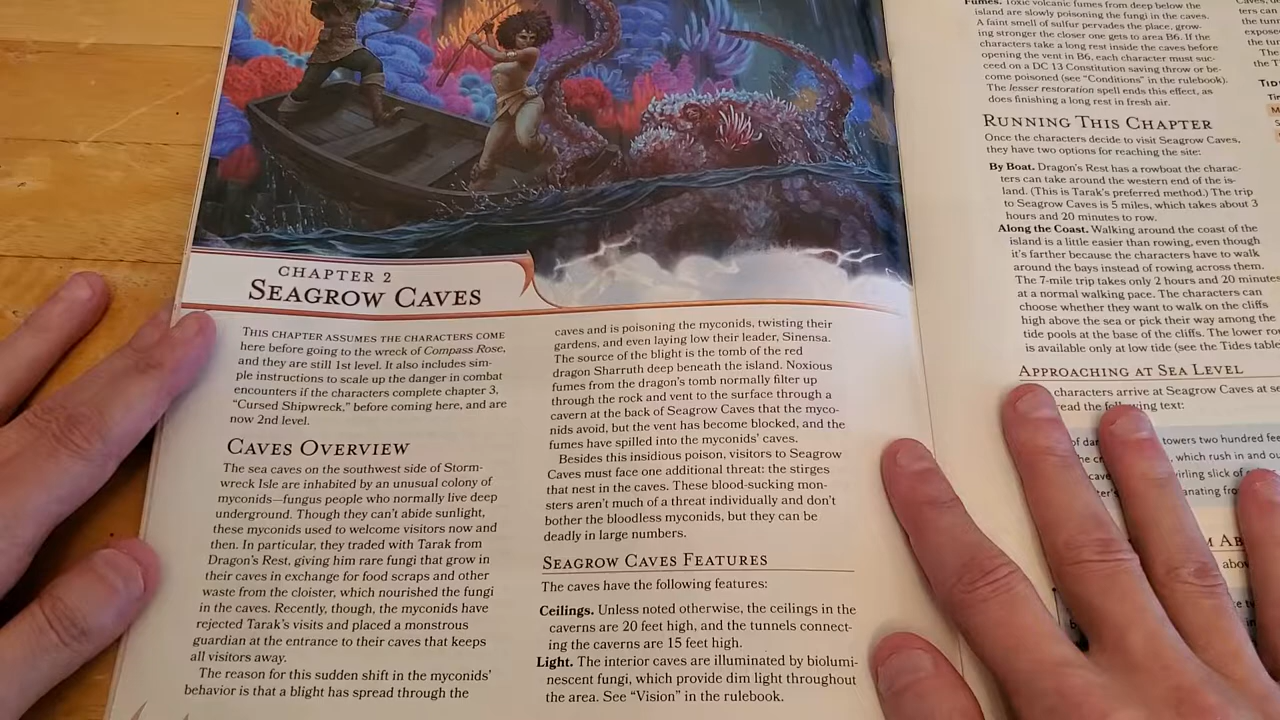 CHAPTER 2
SEAGROW CAVES
THIS CHAPTER ASSUMES THE CHARACTERS COME
here before going to the wreck of Compass Rose,
and they are still 1st level. It also includes sim-
ple instructions to scale up the danger in combat
encounters if the characters complete chapter 3,
“Cursed Shipwreck,” before coming here, and are
now 2nd level.
CAVES OVERVIEW
The sea caves on the southwest side of Storm-
wreck Isle are inhabited by an unusual colony of
myconids—fungus people who normally live deep
underground. Though they can't abide sunlight,
these myconids used to welcome visitors now and
then. In particular, they traded with Tarak from
Dragon's Rest, giving him rare fungi that grow in
their caves in exchange for food scraps and other
waste from the cloister, which nourished the fungi
in the caves. Recently, though, the myconids have
rejected Tarak's visits and placed a monstrous
guardian at the entrance to their caves that keeps
all visitors away.
The reason for this sudden shift in the myconids'
behavior is that a blight has spread through the
caves and is poisoning the myconids, twisting their
gardens, and even laying low their leader, Sinensa.
The source of the blight is the tomb of the red
dragon Sharruth deep beneath the island. Noxious
fumes from the dragon's tomb normally filter up
through the rock and vent to the surface through a
cavern at the back of Seagrow Caves that the myco-
nids avoid, but the vent has become blocked, and the
fumes have spilled into the myconids' caves.
Besides this insidious poison, visitors to Seagrow
Caves must face one additional threat: the stirges
that nest in the caves. These blood-sucking mon-
sters aren't much of a threat individually and don't
bother the bloodless myconids, but they can be
deadly in large numbers.
SEAGROW CAVES FEATURES
The caves have the following features:
Ceilings. Unless noted otherwise, the ceilings in the
caverns are 20 feet high, and the tunnels connect-
ing the caverns are 15 feet high.
Light. The interior caves are illuminated by biolumi-
nescent fungi, which provide dim light throughout
the area. See “Vision” in the rulebook.
Fumes. Toxic volcanic fumes from deep below the
island are slowly poisoning the fungi in the caves.
A faint smell of sulfur pervades the place, grow-
ing stronger the closer one gets to area B6. If the
characters take a long rest inside the caves before
opening the vent in B6, each character must suc-
ceed on a DC 13 Constitution saving throw or be-
come poisoned (see “Conditions” in the rulebook).
The lesser restoration spell ends this effect, as
does finishing a long rest in fresh air.
RUNNING THIS CHAPTER
Once the characters decide to visit Seagrow Caves,
they have two options for reaching the site:
By Boat. Dragon's Rest has a rowboat the charac-
ters can take around the western end of the is-
land. (This is Tarak's preferred method.) The trip
to Seagrow Caves is 5 miles, which takes about 3
hours and 20 minutes to row.
Along the Coast. Walking around the coast of the
island is a little easier than rowing, even though
it's farther because the characters have to walk
around the bays instead of rowing across them.
The 7-mile trip takes only 2 hours and 20 minutes
at a normal walking pace. The characters can
choose whether they want to walk on the cliffs
high above the sea or pick their way among the
tide pools at the base of the cliffs. The lower ro
is available only at low tide (see the Tides table
APPROACHING AT SEA LEVEL
characters arrive at Seagrow Caves at se
read the following text:
towers two hundred fee
, which rush in and ou
cave
irling slick of
anating fro
abov
ters can
the tun
expose
the tu
The